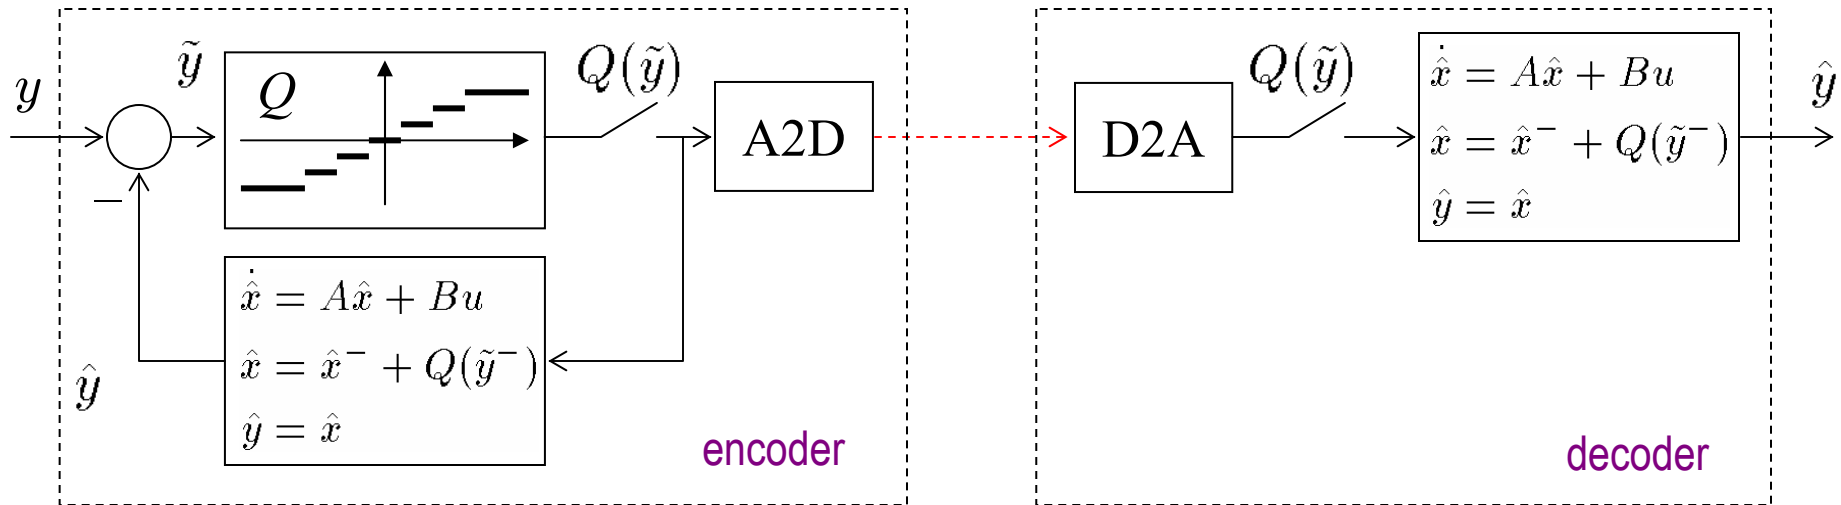 y
ỹ
Q
Q(ỹ)
A2D
−
ẋ̂ = Ax̂ + Bu
x̂ = x̂⁻ + Q(ỹ⁻)
ŷ = x̂
ŷ
encoder
D2A
Q(ỹ)
ẋ̂ = Ax̂ + Bu
x̂ = x̂⁻ + Q(ỹ⁻)
ŷ = x̂
ŷ
decoder